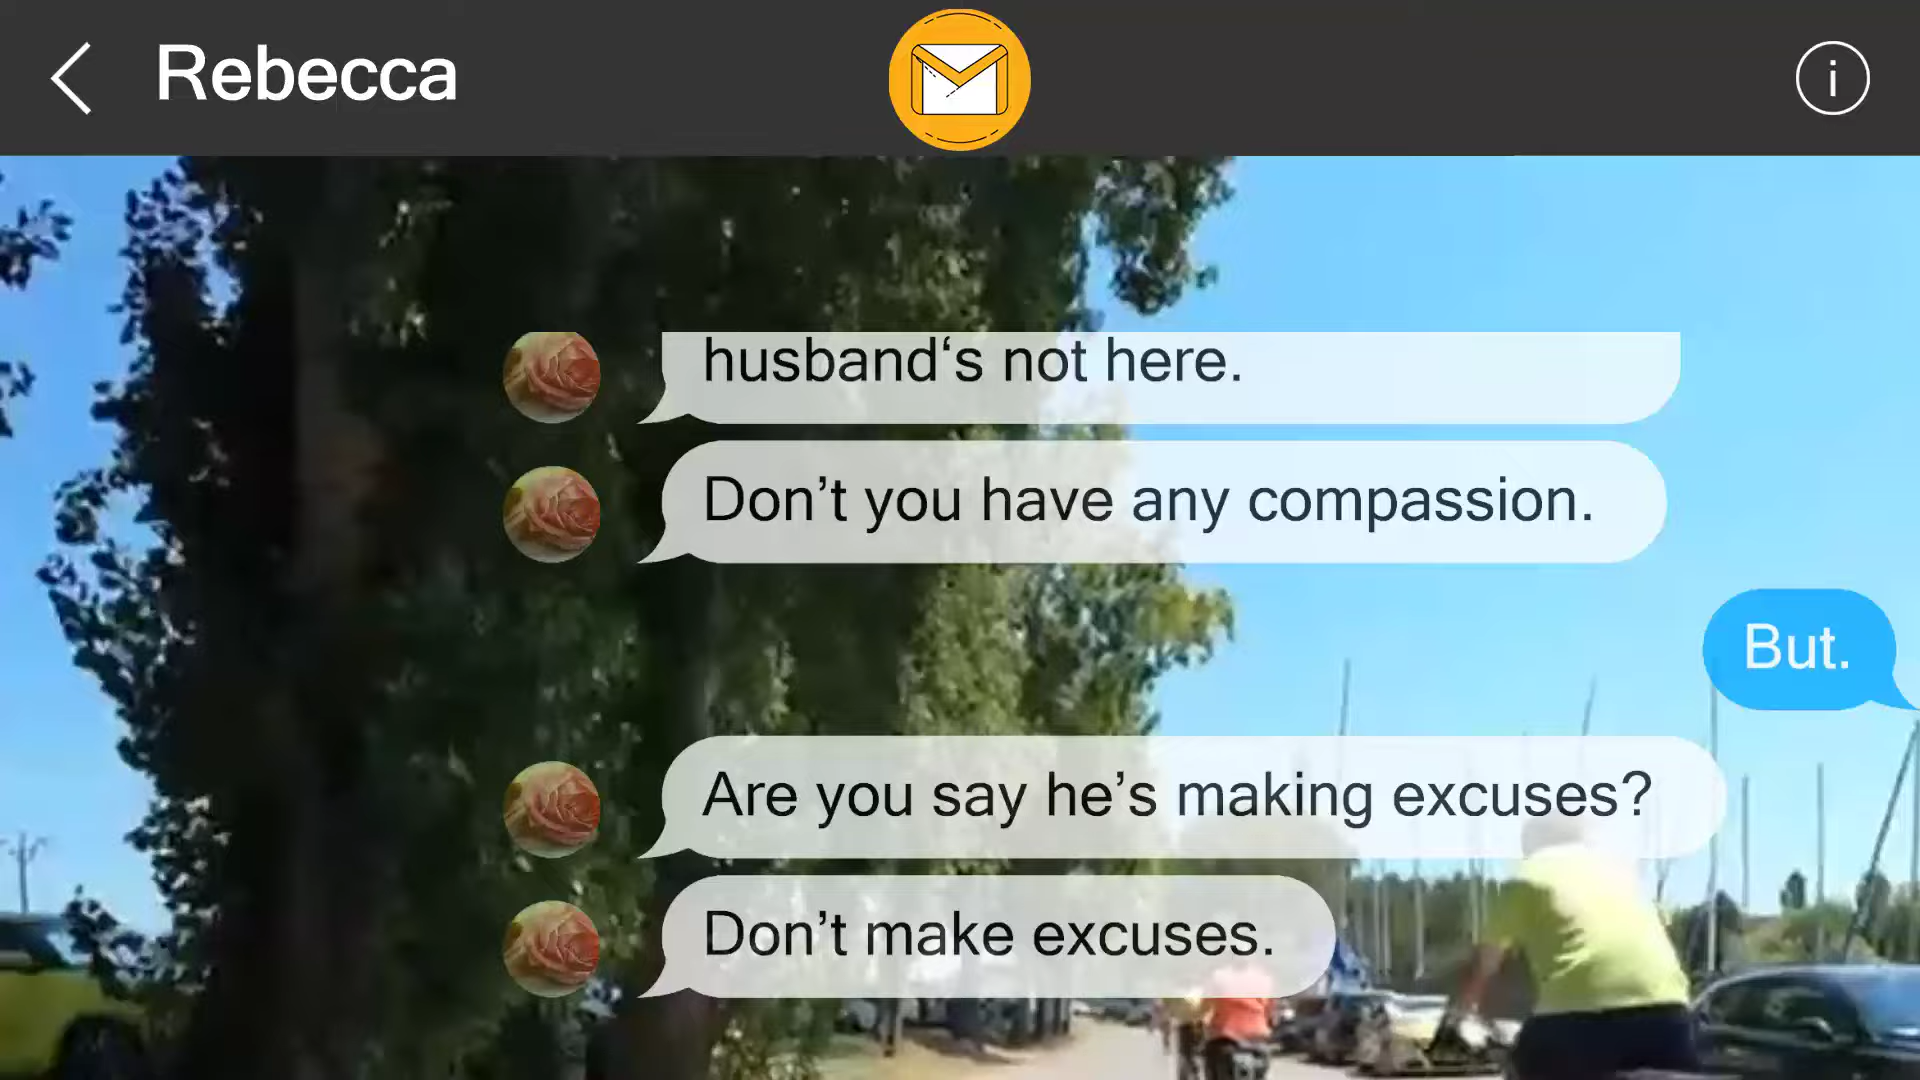 Rebecca
i
husband‘s not here.
Don’t you have any compassion.
But.
Are you say he’s making excuses?
Don’t make excuses.